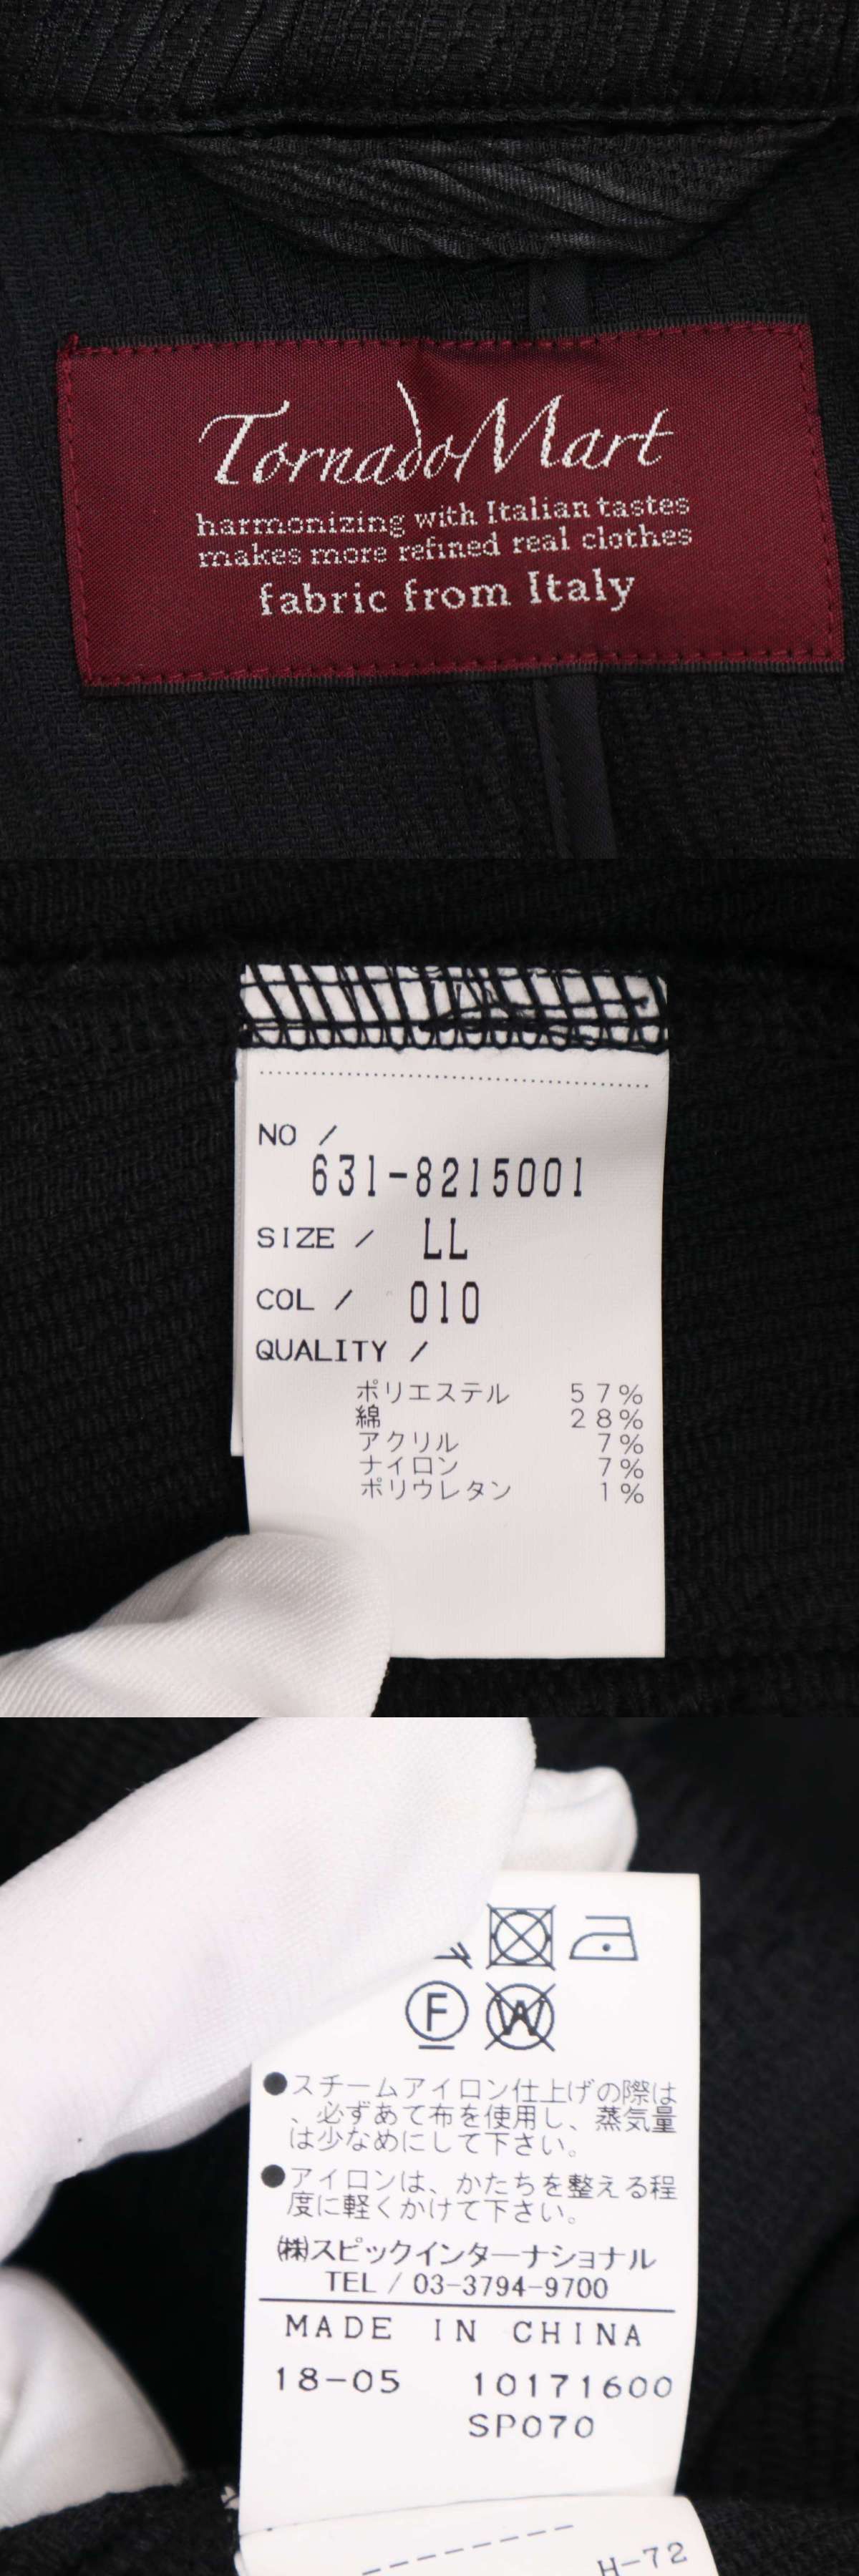 TornadoMart
harmonizing with Italian tastes
makes more refined real clothes
fabric from Italy
NO /
631-8215001
SIZE / LL
COL / 010
QUALITY /
ポリエステル 57%
綿 28%
アクリル 7%
ナイロン 7%
ポリウレタン 1%
F W
●スチームアイロン仕上げの際は
、必ずあて布を使用し、蒸気量
は少なめにして下さい。
●アイロンは、かたちを整える程
度に軽くかけて下さい。
㈱スピックインターナショナル
TEL / 03-3794-9700
MADE IN CHINA
18-05 10171600
SP070
H-72